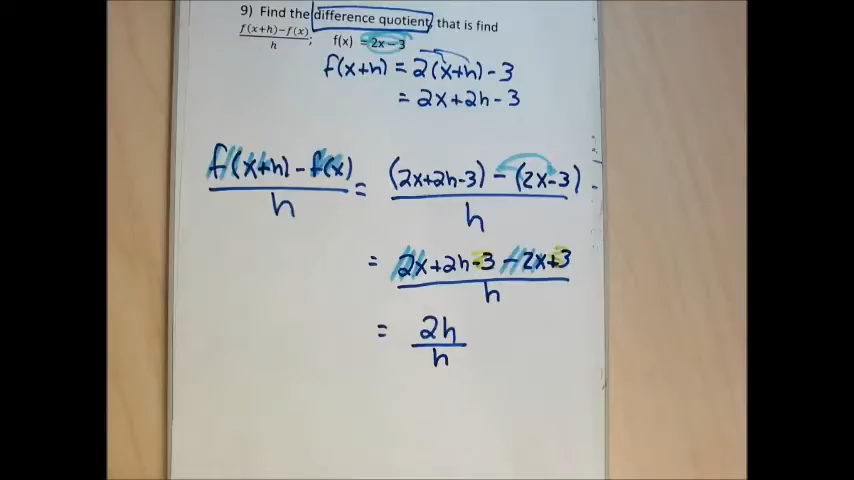 9) Find the difference quotient, that is find
f(x+h)−f(x)
h
; f(x) = 2x − 3
f(x+h) = 2(x+h) - 3
= 2x+2h - 3
f(x+h) - f(x) = (2x+2h-3) - (2x-3)
h h
= 2x+2h-3 -2x+3
h
= 2h
h